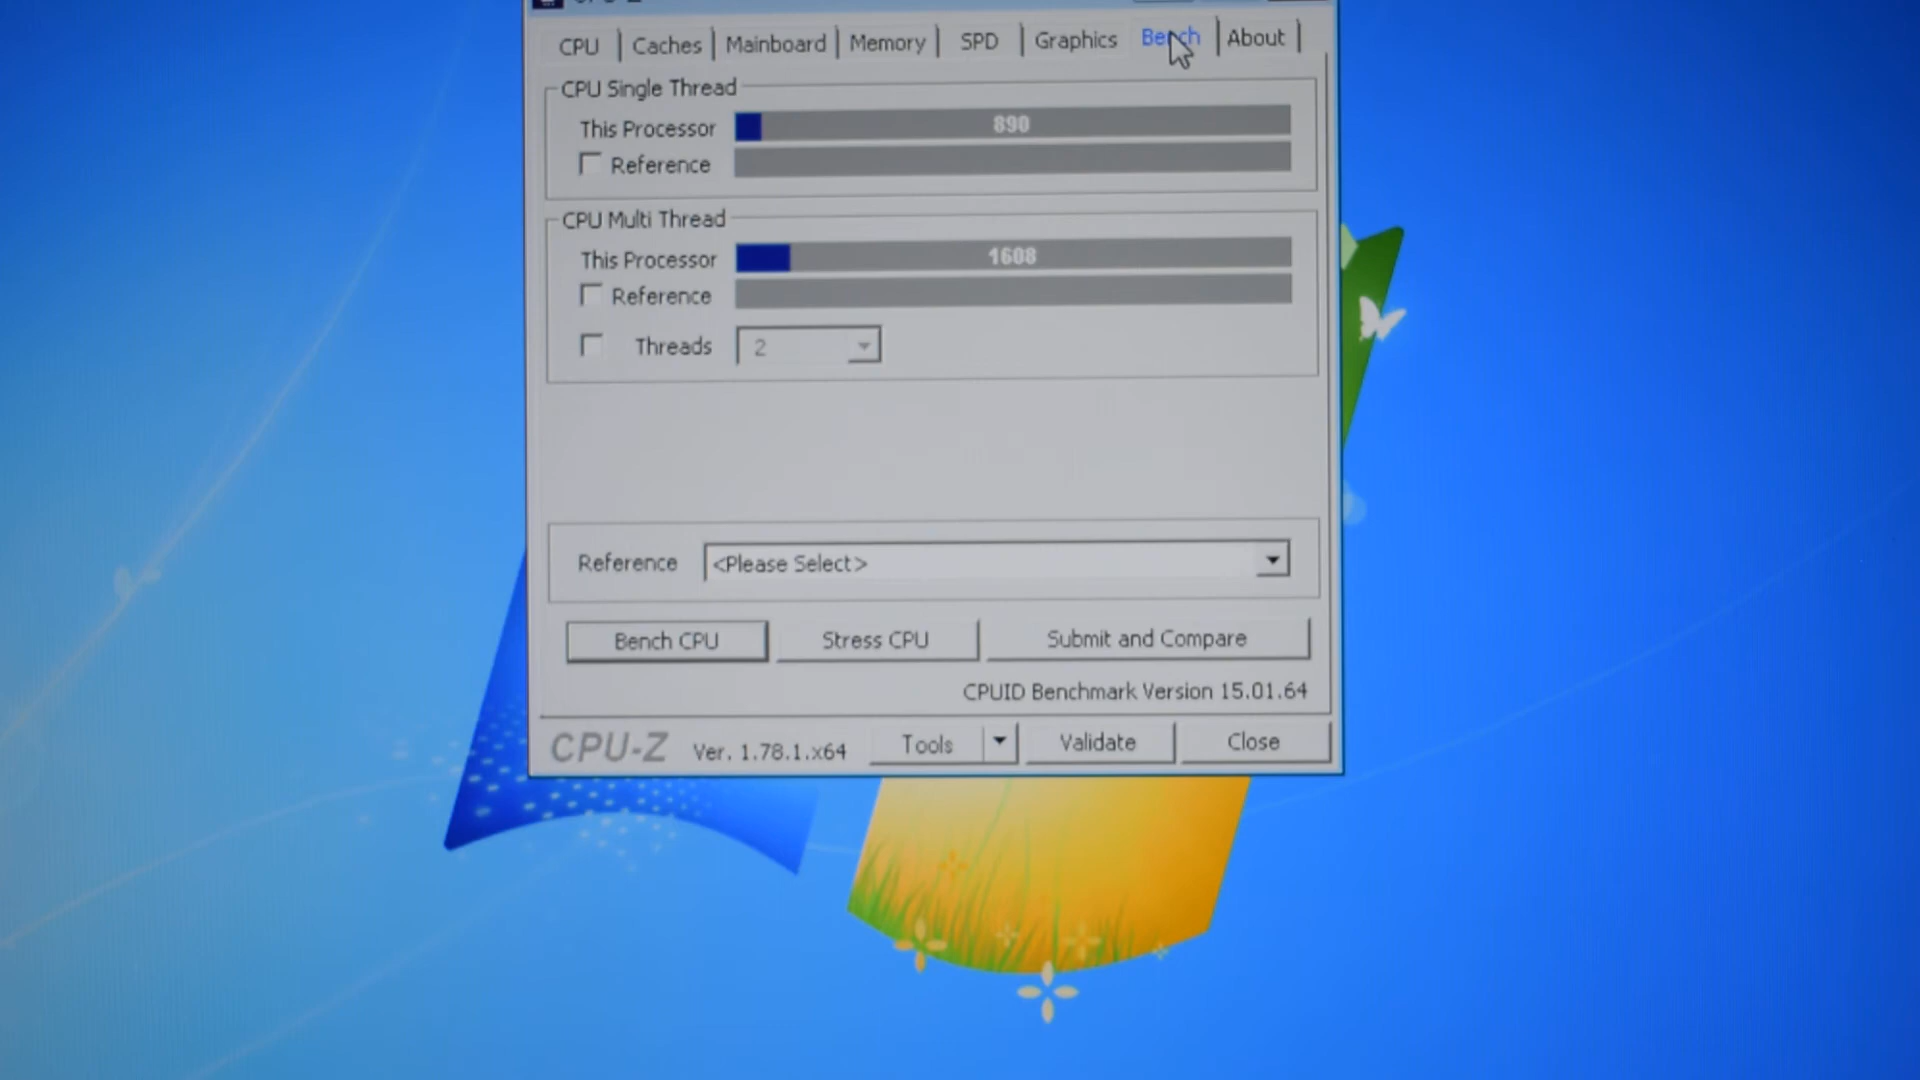 CPU Caches Mainboard Memory SPD Graphics Bench About
CPU Single Thread
This Processor 890
Reference
CPU Multi Thread
This Processor 1608
Reference
Threads 2
Reference <Please Select>
Bench CPU Stress CPU Submit and Compare
CPUID Benchmark Version 15.01.64
CPU-Z Ver. 1.78.1.x64 Tools Validate Close